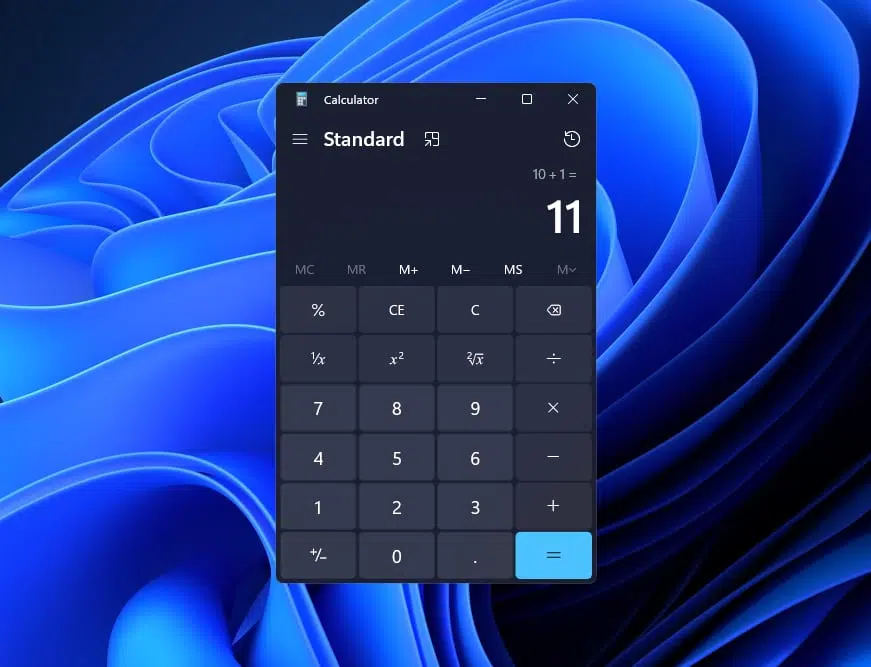 Calculator
Standard
10 + 1 =
11
MC MR M+ M− MS M
% CE C
¹/x x² ²√x ÷
7 8 9 ×
4 5 6 −
1 2 3 +
+/− 0 . =